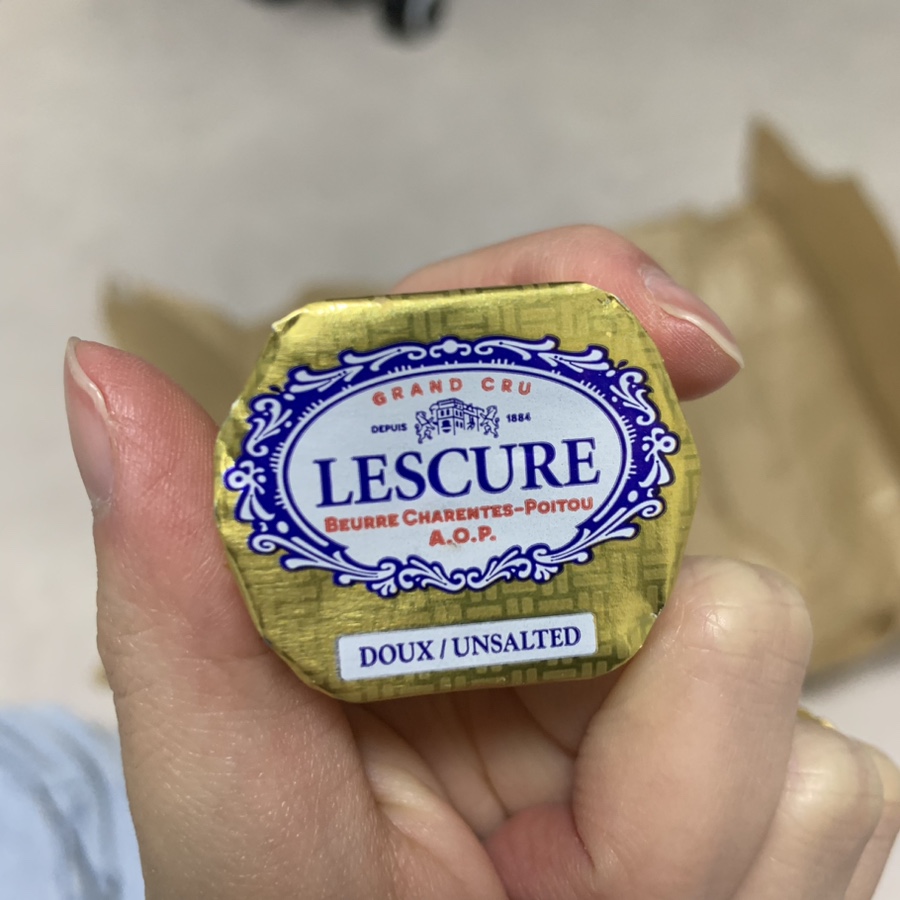 GRAND CRU
DEPUIS 1884
LESCURE
BEURRE CHARENTES-POITOU
A.O.P.
DOUX / UNSALTED